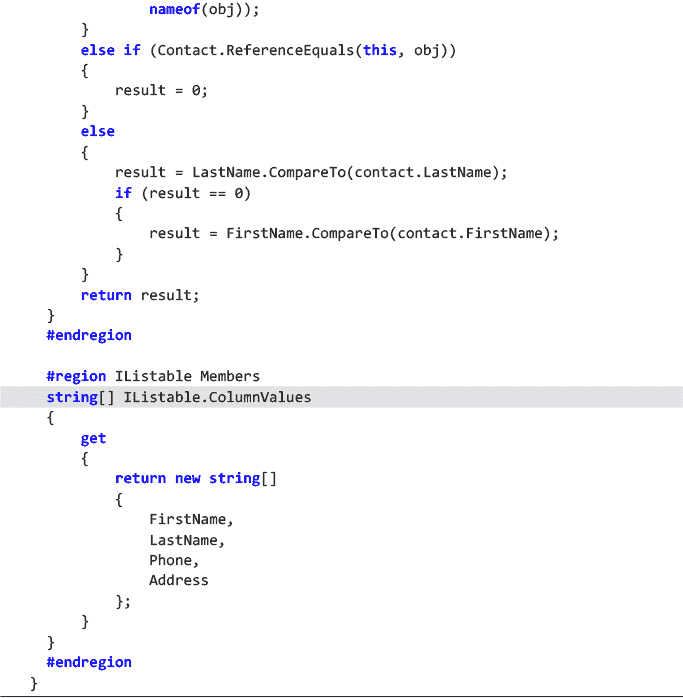 nameof(obj));
}
else if (Contact.ReferenceEquals(this, obj))
{
result = 0;
}
else
{
result = LastName.CompareTo(contact.LastName);
if (result == 0)
{
result = FirstName.CompareTo(contact.FirstName);
}
}
return result;
}
#endregion
#region IListable Members
string[] IListable.ColumnValues
{
get
{
return new string[]
{
FirstName,
LastName,
Phone,
Address
};
}
}
#endregion
}